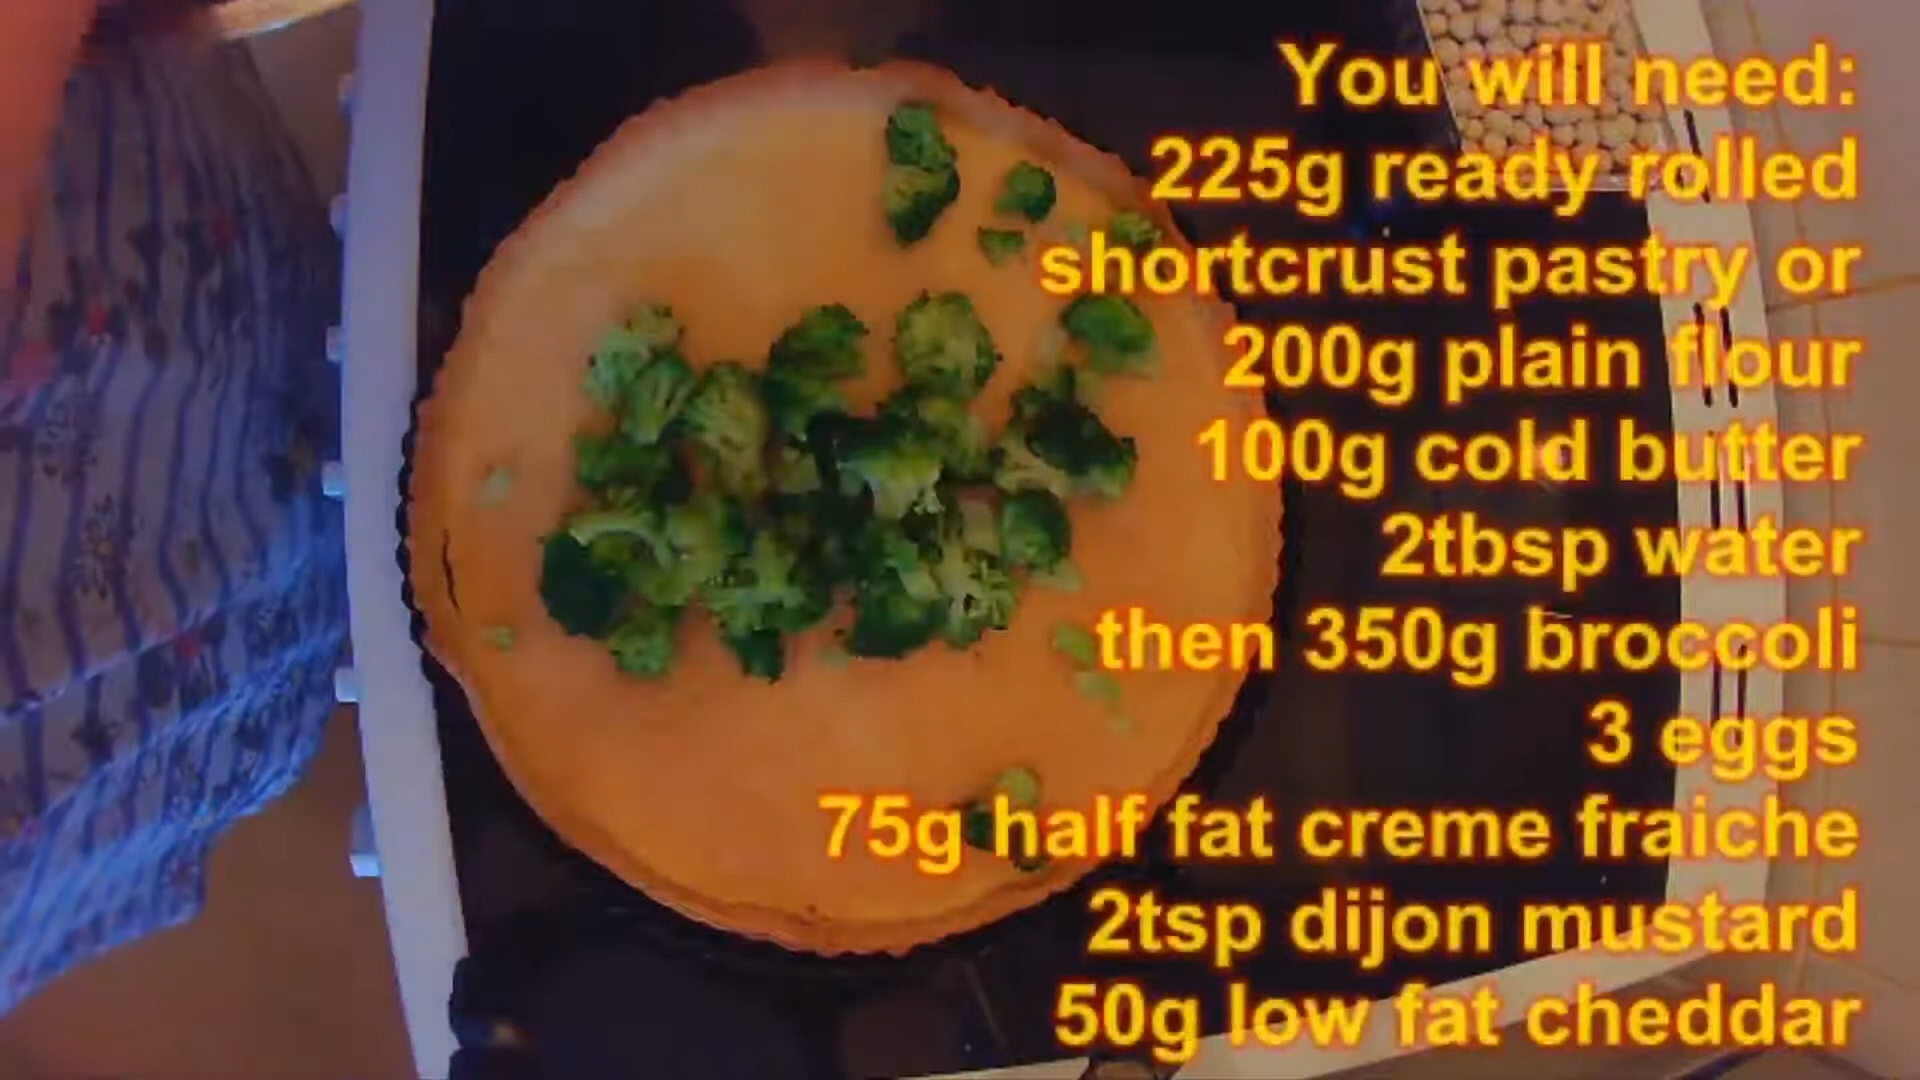 You will need:
225g ready rolled
shortcrust pastry or
200g plain flour
100g cold butter
2tbsp water
then 350g broccoli
3 eggs
75g half fat creme fraiche
2tsp dijon mustard
50g low fat cheddar